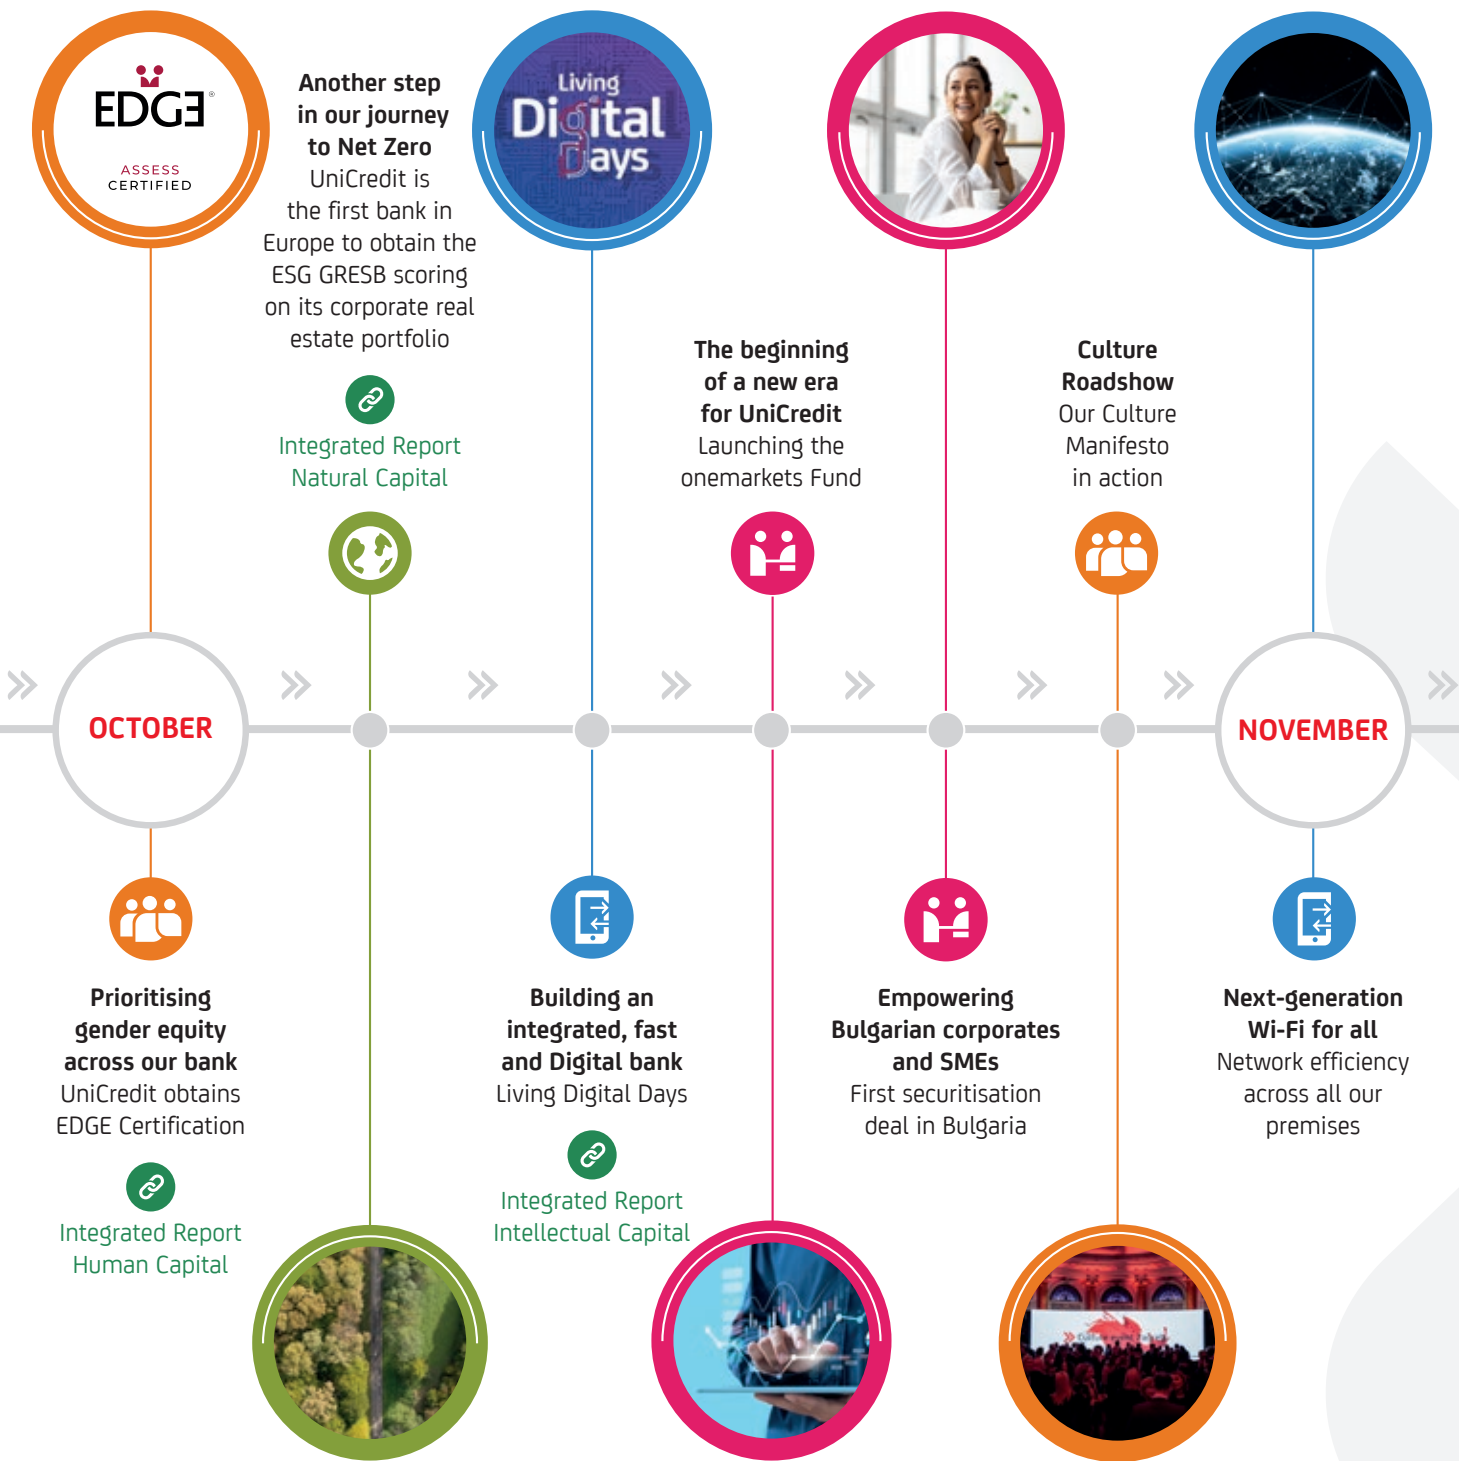 EDGE®
ASSESS
CERTIFIED
Another step
in our journey
to Net Zero
UniCredit is
the first bank in
Europe to obtain the
ESG GRESB scoring
on its corporate real
estate portfolio
Integrated Report
Natural Capital
Living
Digital
Days
The beginning
of a new era
for UniCredit
Launching the
onemarkets Fund
Culture
Roadshow
Our Culture
Manifesto
in action
OCTOBER
NOVEMBER
Prioritising
gender equity
across our bank
UniCredit obtains
EDGE Certification
Integrated Report
Human Capital
Building an
integrated, fast
and Digital bank
Living Digital Days
Integrated Report
Intellectual Capital
Empowering
Bulgarian corporates
and SMEs
First securitisation
deal in Bulgaria
Next-generation
Wi-Fi for all
Network efficiency
across all our
premises